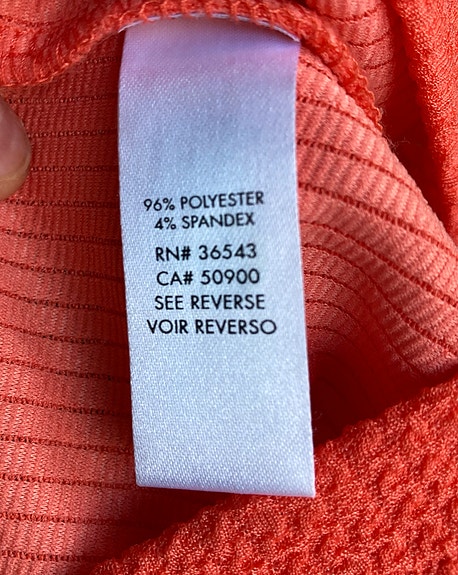 96% POLYESTER
4% SPANDEX
RN# 36543
CA# 50900
SEE REVERSE
VOIR REVERSO